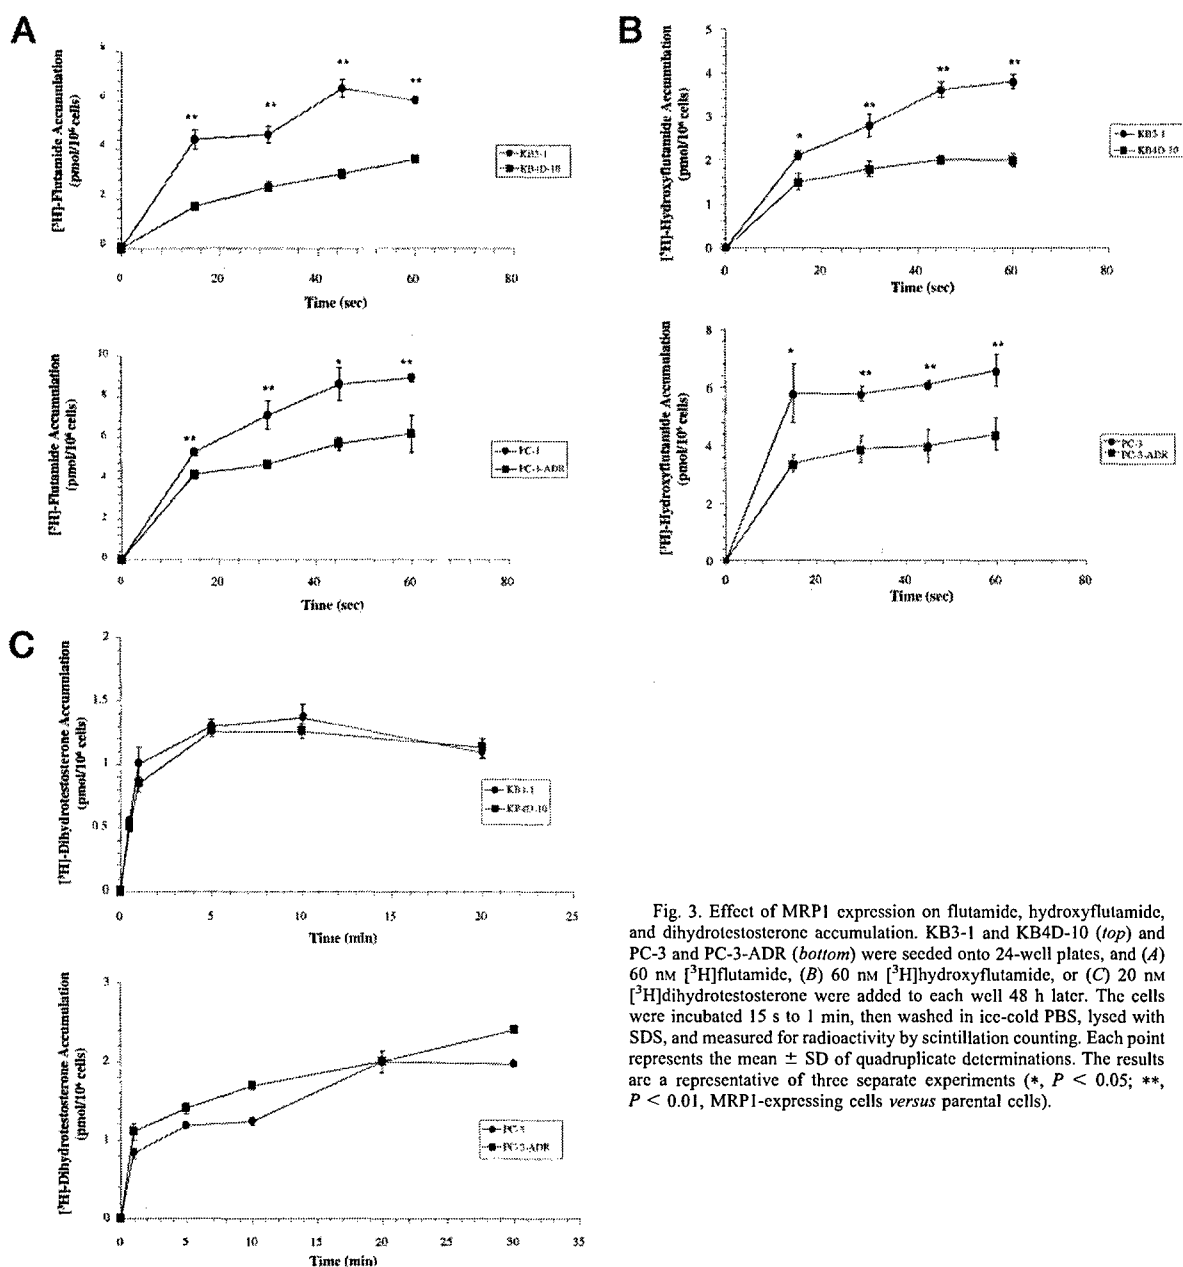 A
[³H]-Flutamide Accumulation
(pmol/10⁶ cells)
8
6
4
2
0
**
**
**
**
KB3-1
KB4D-10
0
20
40
60
80
Time (sec)
[³H]-Flutamide Accumulation
(pmol/10⁶ cells)
10
8
6
4
2
0
**
**
*
**
PC-3-ADR
0
20
40
60
80
Time (sec)
B
[³H]-Hydroxyflutamide Accumulation
(pmol/10⁶ cells)
5
4
3
2
1
0
*
**
**
**
KB3-1
KB4D-10
20
40
60
80
Time (sec)
[³H]-Hydroxyflutamide Accumulation
(pmol/10⁶ cells)
8
6
4
2
0
*
**
**
**
PC-3
PC-3-ADR
0
20
40
60
80
Time (sec)
C
[³H]-Dihydrotestosterone Accumulation
(pmol/10⁶ cells)
2
1.5
1
0.5
0
KB3-1
KB4D-10
0
5
10
15
20
25
Time (min)
[³H]-Dihydrotestosterone Accumulation
(pmol/10⁶ cells)
3
2
1
0
PC-3
PC-3-ADR
0
5
10
15
20
25
30
35
Time (min)
Fig. 3. Effect of MRP1 expression on flutamide, hydroxyflutamide,
and dihydrotestosterone accumulation. KB3-1 and KB4D-10 (top) and
PC-3 and PC-3-ADR (bottom) were seeded onto 24-well plates, and (A)
60 nM [³H]flutamide, (B) 60 nM [³H]hydroxyflutamide, or (C) 20 nM
[³H]dihydrotestosterone were added to each well 48 h later. The cells
were incubated 15 s to 1 min, then washed in ice-cold PBS, lysed with
SDS, and measured for radioactivity by scintillation counting. Each point
represents the mean ± SD of quadruplicate determinations. The results
are a representative of three separate experiments (*, P < 0.05; **,
P < 0.01, MRP1-expressing cells versus parental cells).